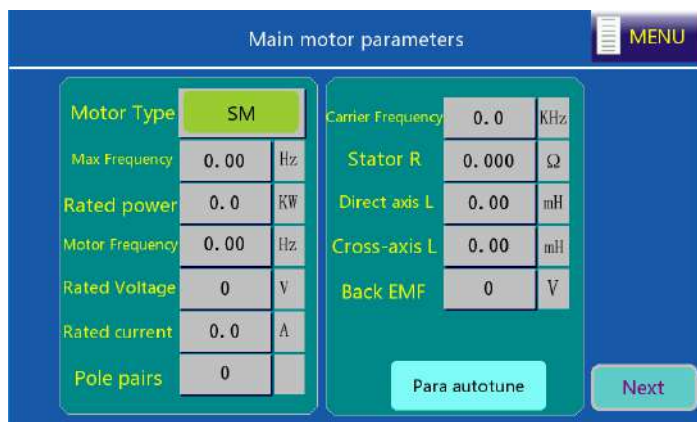 Main motor parameters
MENU
Motor Type SM
Max Frequency 0.00 Hz
Rated power 0.0 KW
Motor Frequency 0.00 Hz
Rated Voltage 0 V
Rated current 0.0 A
Pole pairs 0
Carrier Frequency 0.0 KHz
Stator R 0.000 Ω
Direct axis L 0.00 mH
Cross-axis L 0.00 mH
Back EMF 0 V
Para autotune
Next